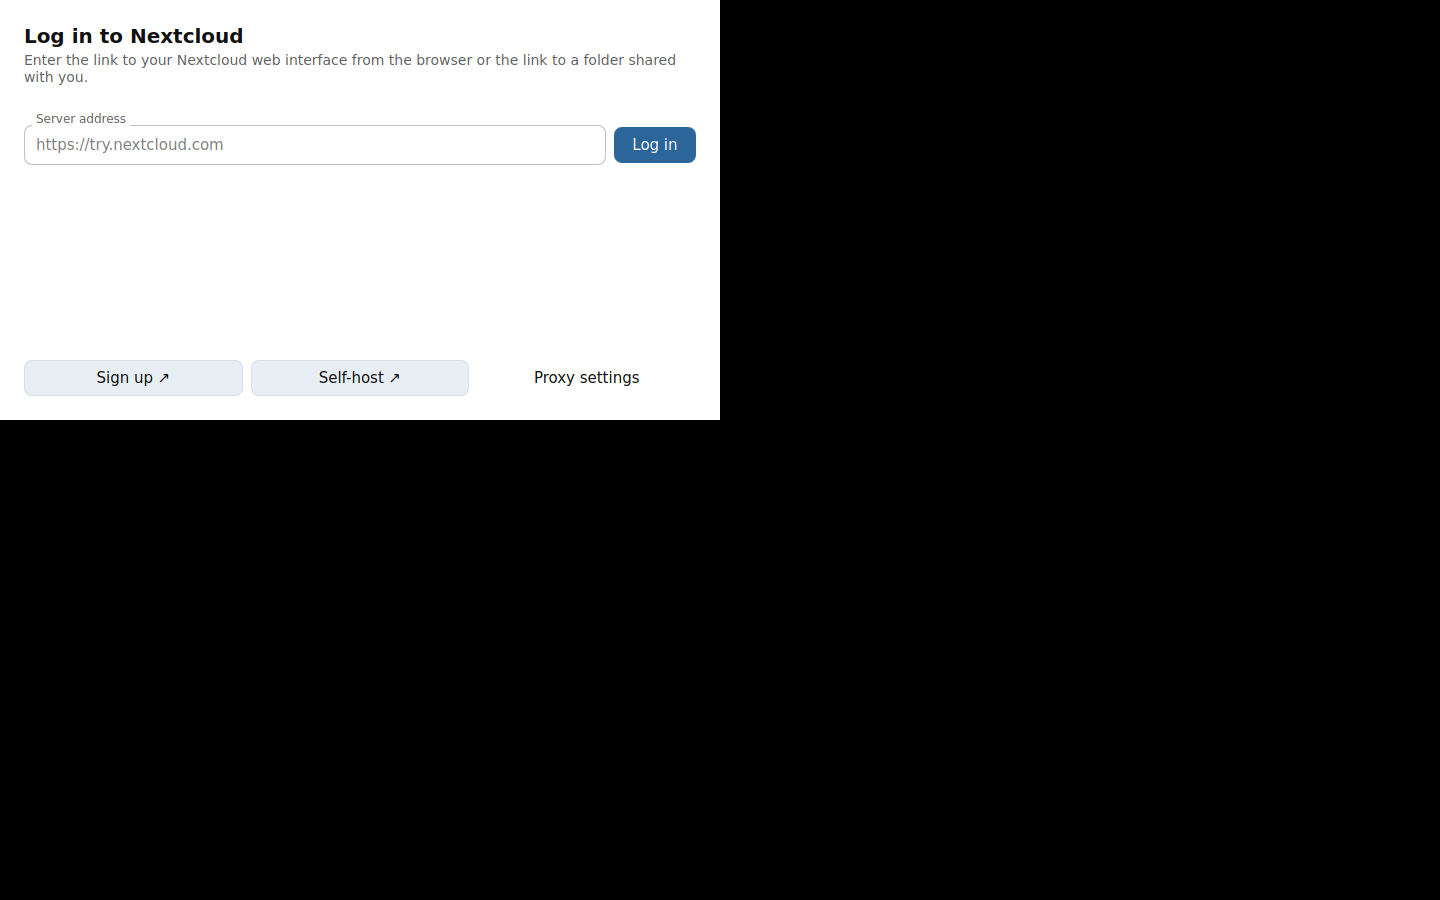 Log in to Nextcloud
Enter the link to your Nextcloud web interface from the browser or the link to a folder shared
with you.
Server address
https://try.nextcloud.com
Log in
Sign up ↗
Self-host ↗
Proxy settings